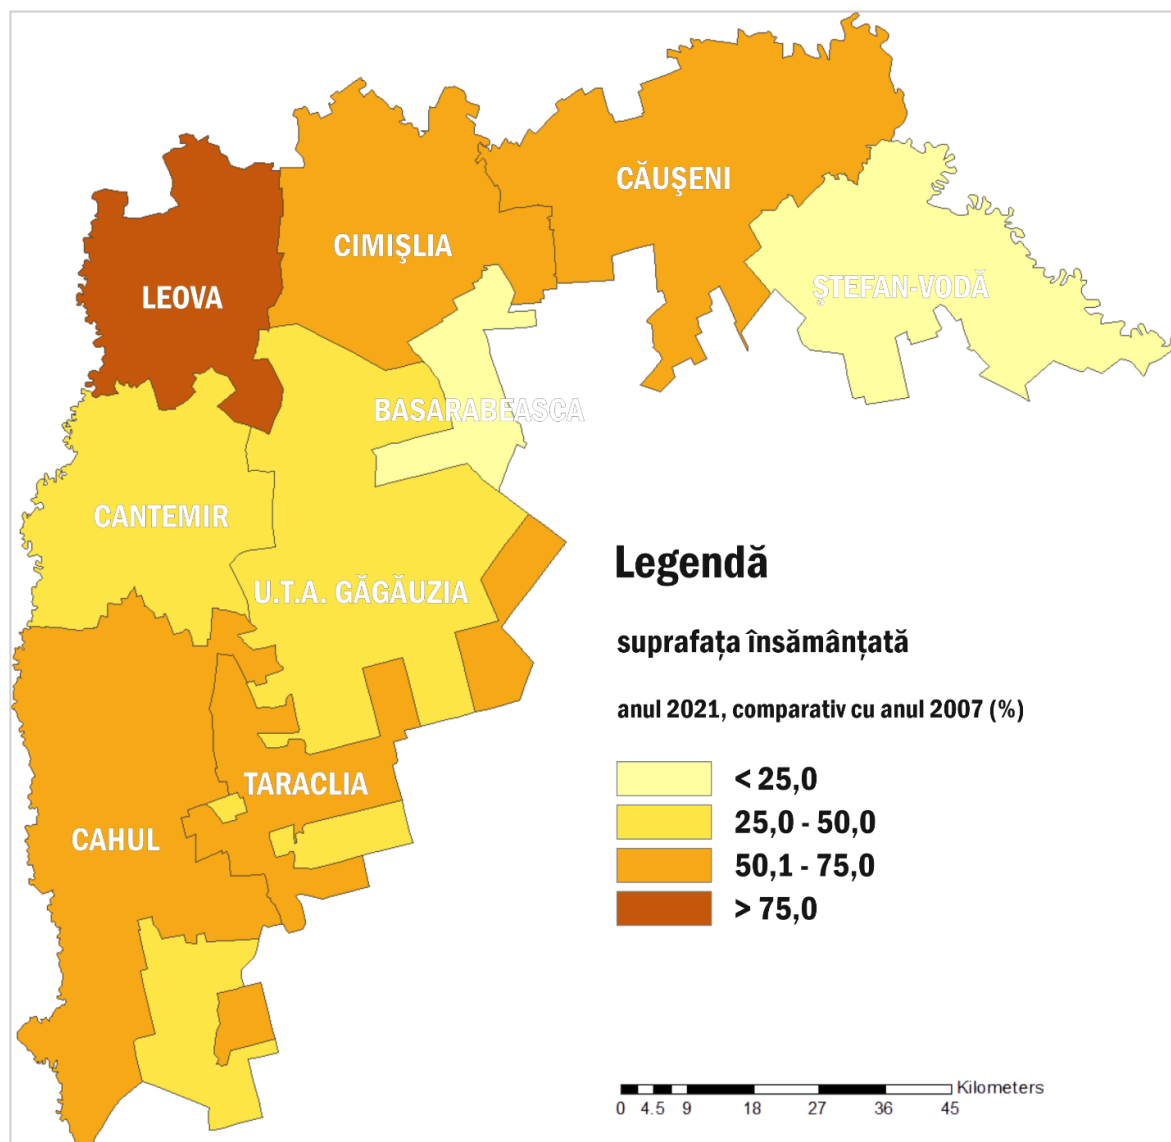 CĂUŞENI
CIMIŞLIA
ŞTEFAN-VODĂ
LEOVA
BASARABEASCA
CANTEMIR
U.T.A. GĂGĂUZIA
TARACLIA
CAHUL
Legendă
suprafața însămânțată
anul 2021, comparativ cu anul 2007 (%)
< 25,0
25,0 - 50,0
50,1 - 75,0
> 75,0
Kilometers
0 4.5 9 18 27 36 45